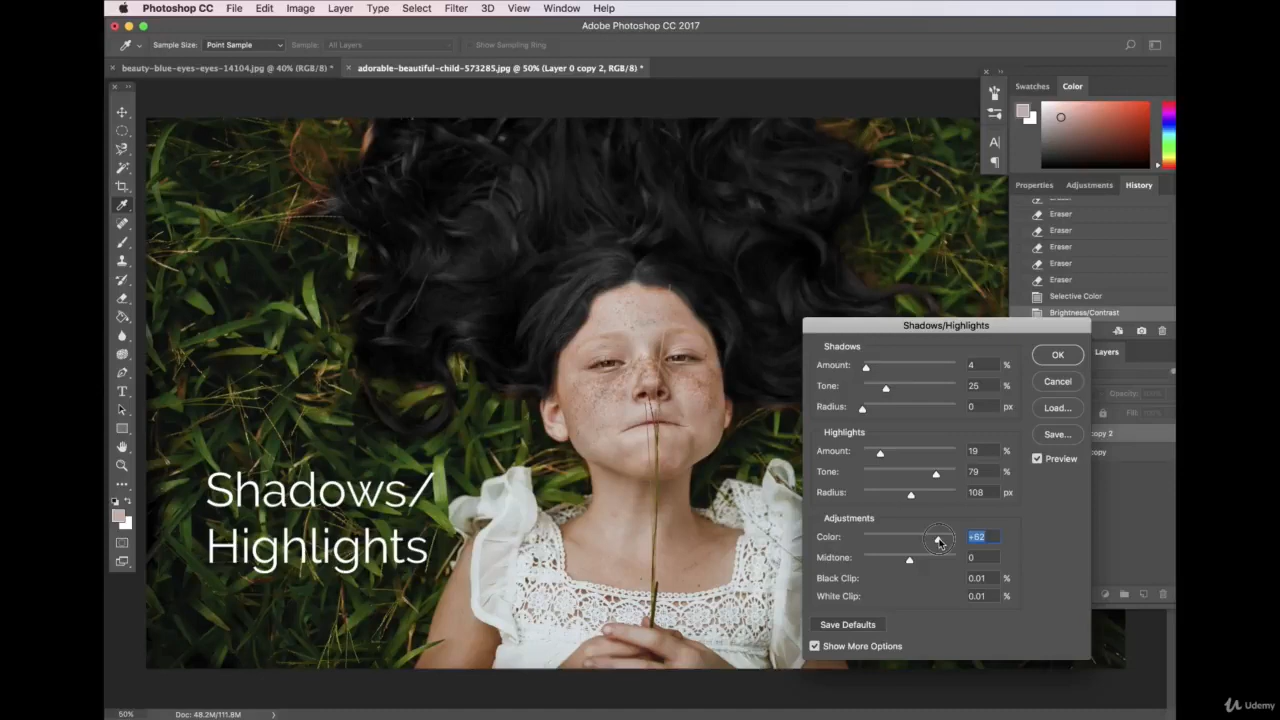 Photoshop CC File Edit Image Layer Type Select Filter 3D View Window Help
Adobe Photoshop CC 2017
Sample Size: Point Sample Sample: All Layers Show Sampling Ring
× beauty-blue-eyes-eyes-14104.jpg @ 40% (RGB/8) * × adorable-beautiful-child-573285.jpg @ 50% (Layer 0 copy 2, RGB/8) *
Swatches Color
Properties Adjustments History
Eraser
Eraser
Eraser
Eraser
Eraser
Selective Color
Brightness/Contrast
Layers
Opacity:
Fill:
copy 2
copy
Shadows/Highlights
Shadows
Amount: 4 %
Tone: 25 %
Radius: 0 px
Highlights
Amount: 19 %
Tone: 79 %
Radius: 108 px
Adjustments
Color: +62
Midtone: 0
Black Clip: 0.01 %
White Clip: 0.01 %
Save Defaults
Show More Options
OK
Cancel
Load...
Save...
Preview
Shadows/
Highlights
50% Doc: 48.2M/111.8M
Udemy